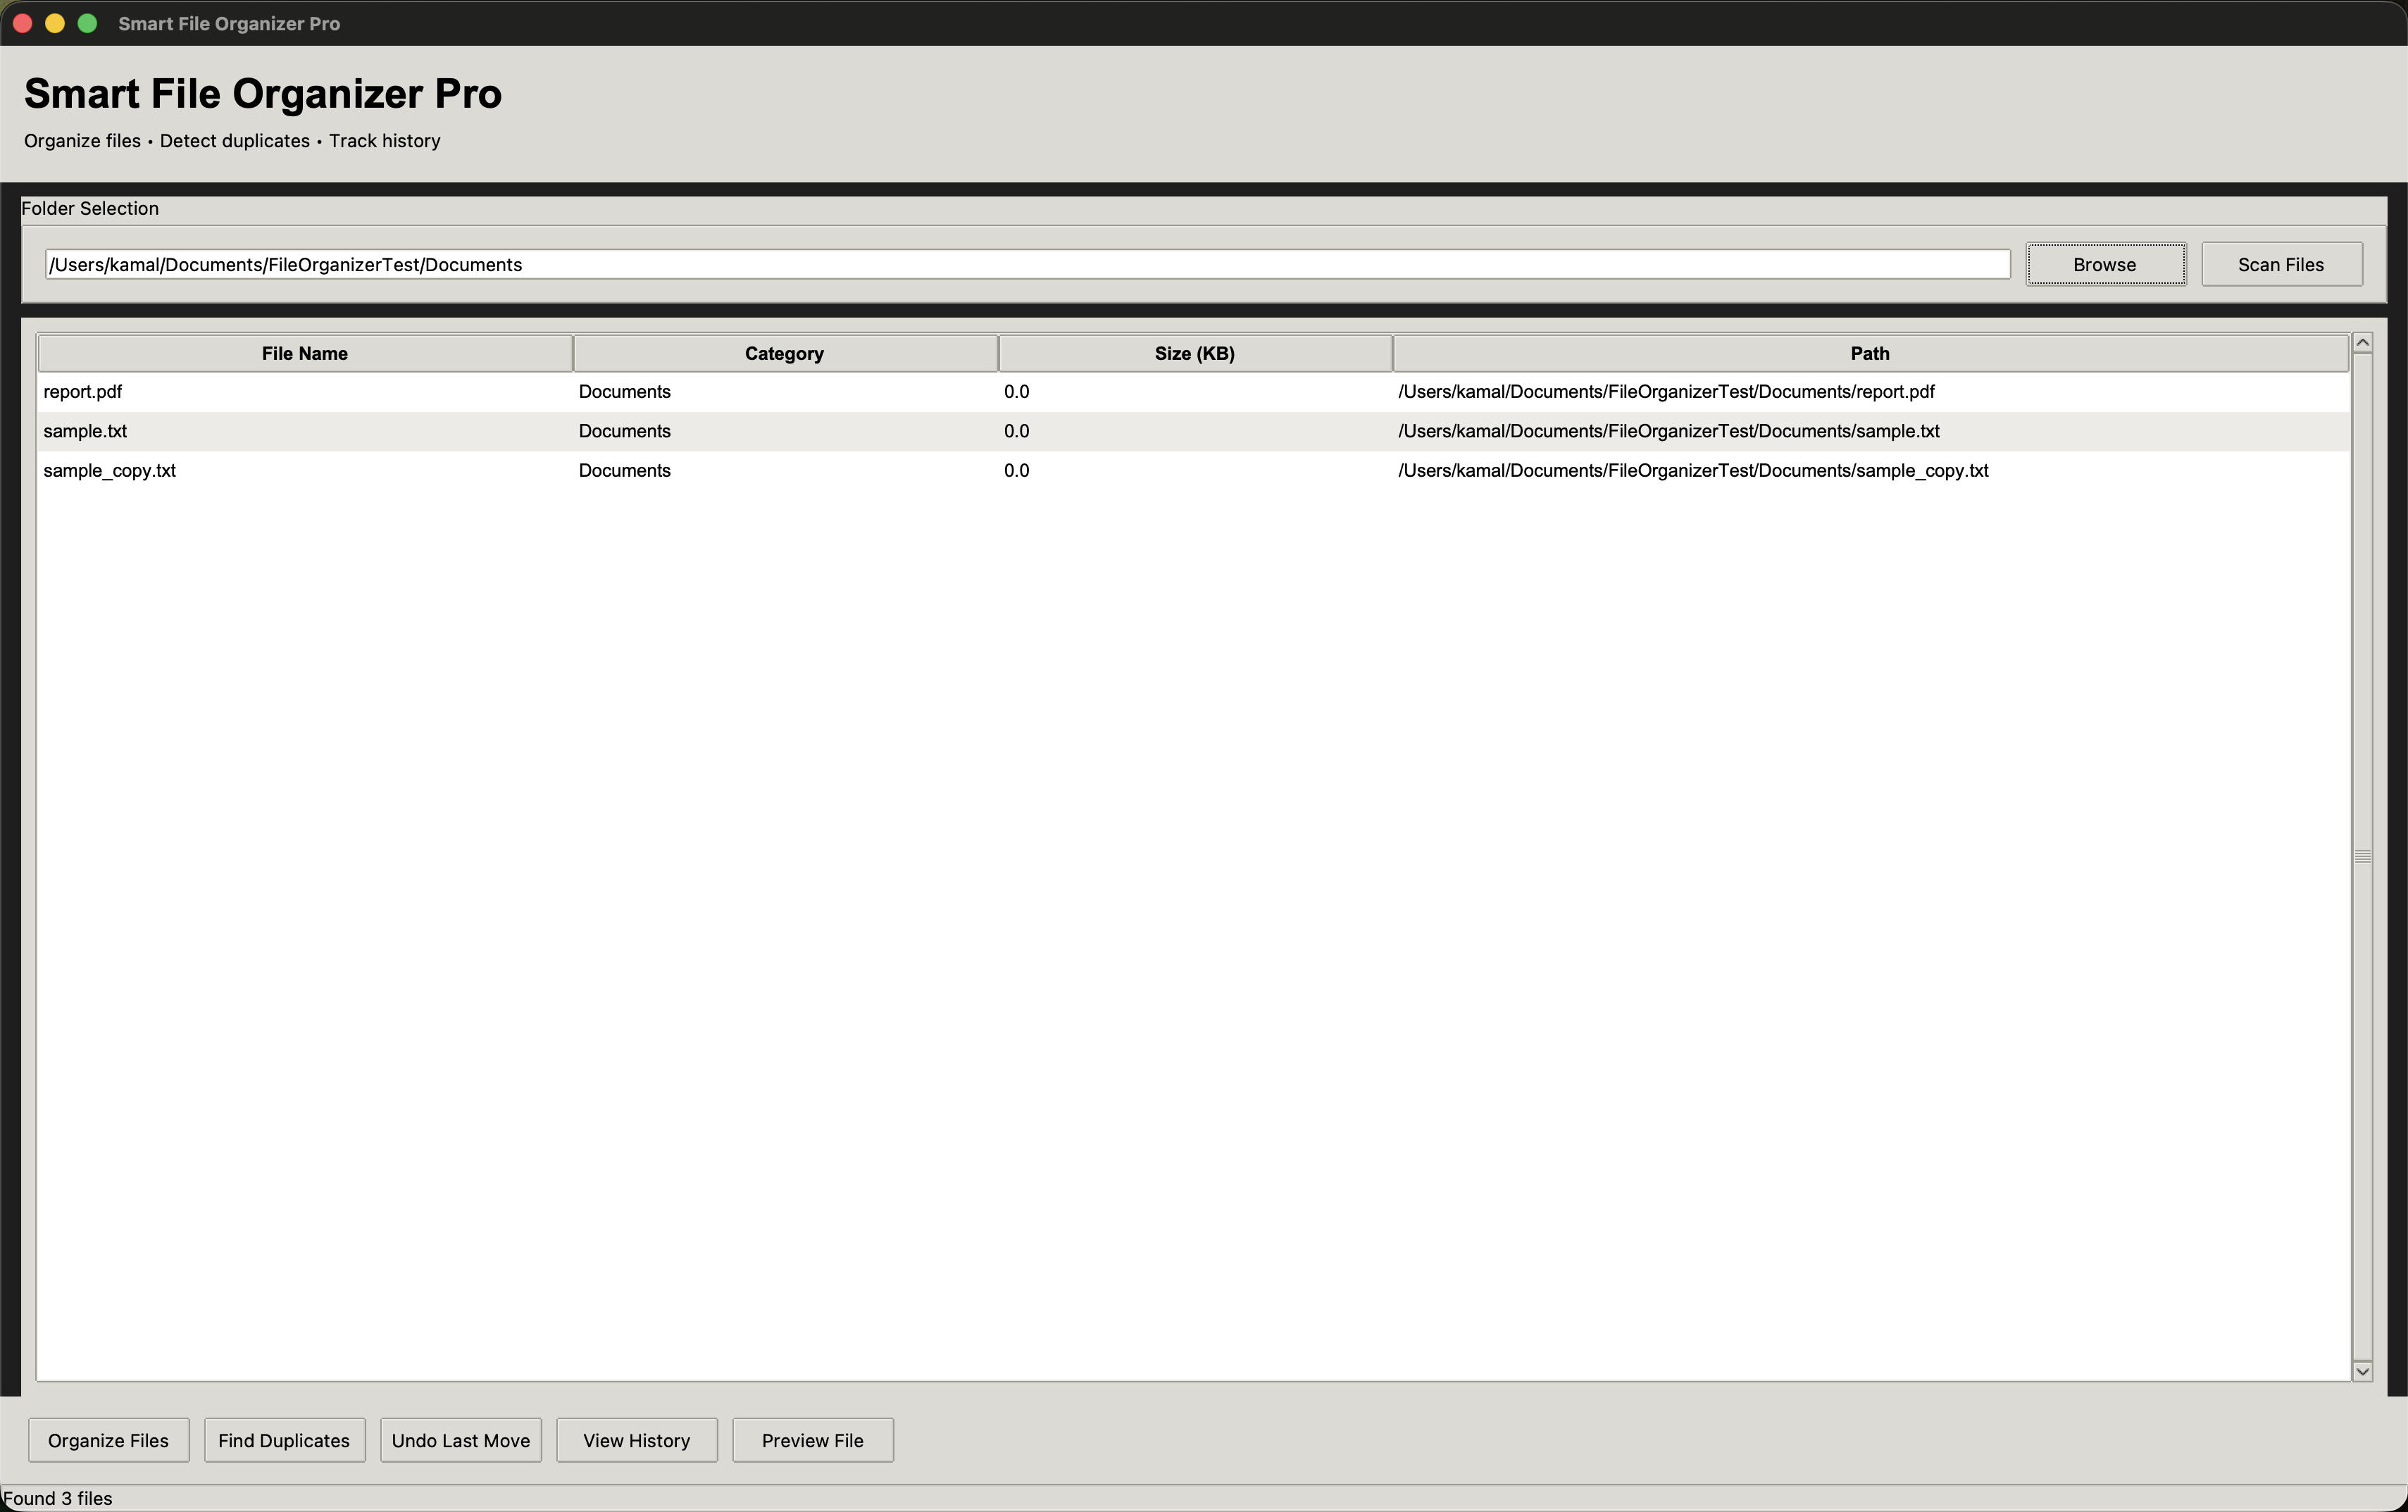 Smart File Organizer Pro
Smart File Organizer Pro
Organize files • Detect duplicates • Track history
Folder Selection
/Users/kamal/Documents/FileOrganizerTest/Documents Browse Scan Files
File Name Category Size (KB) Path
report.pdf Documents 0.0 /Users/kamal/Documents/FileOrganizerTest/Documents/report.pdf
sample.txt Documents 0.0 /Users/kamal/Documents/FileOrganizerTest/Documents/sample.txt
sample_copy.txt Documents 0.0 /Users/kamal/Documents/FileOrganizerTest/Documents/sample_copy.txt
Organize Files Find Duplicates Undo Last Move View History Preview File
Found 3 files